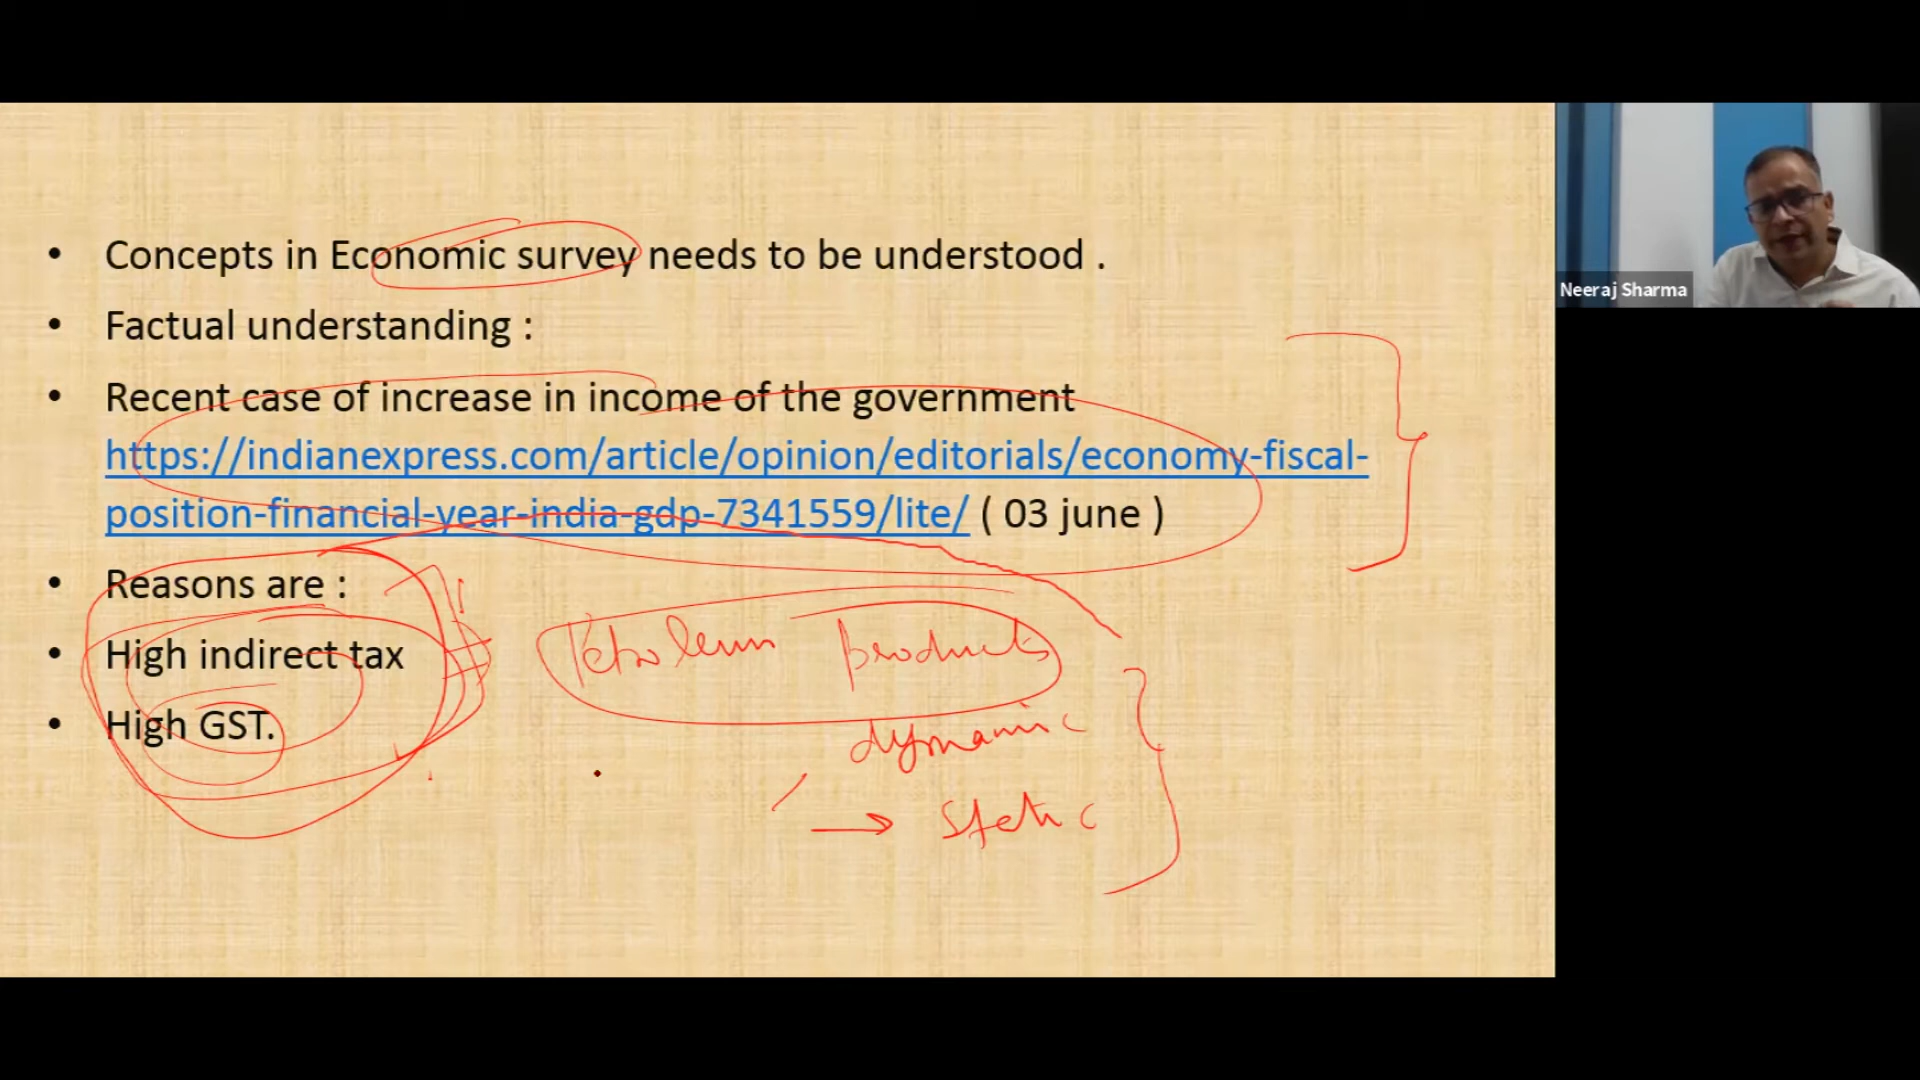 • Concepts in Economic survey needs to be understood .
• Factual understanding :
• Recent case of increase in income of the government
https://indianexpress.com/article/opinion/editorials/economy-fiscal-
position-financial-year-india-gdp-7341559/lite/ ( 03 june )
• Reasons are :
• High indirect tax
Petroleum products
• High GST.
dynamic
→ Static
Neeraj Sharma